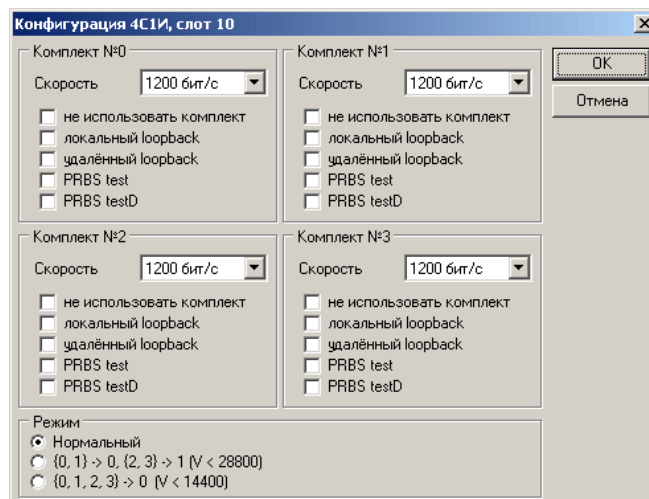 Конфигурация 4С1И, слот 10
Комплект №0
Скорость 1200 бит/с
не использовать комплект
локальный loopback
удалённый loopback
PRBS test
PRBS testD
Комплект №1
Скорость 1200 бит/с
не использовать комплект
локальный loopback
удалённый loopback
PRBS test
PRBS testD
OK
Отмена
Комплект №2
Скорость 1200 бит/с
не использовать комплект
локальный loopback
удалённый loopback
PRBS test
PRBS testD
Комплект №3
Скорость 1200 бит/с
не использовать комплект
локальный loopback
удалённый loopback
PRBS test
PRBS testD
Режим
Нормальный
{0, 1} -> 0, {2, 3} -> 1 (V < 28800)
{0, 1, 2, 3} -> 0 (V < 14400)